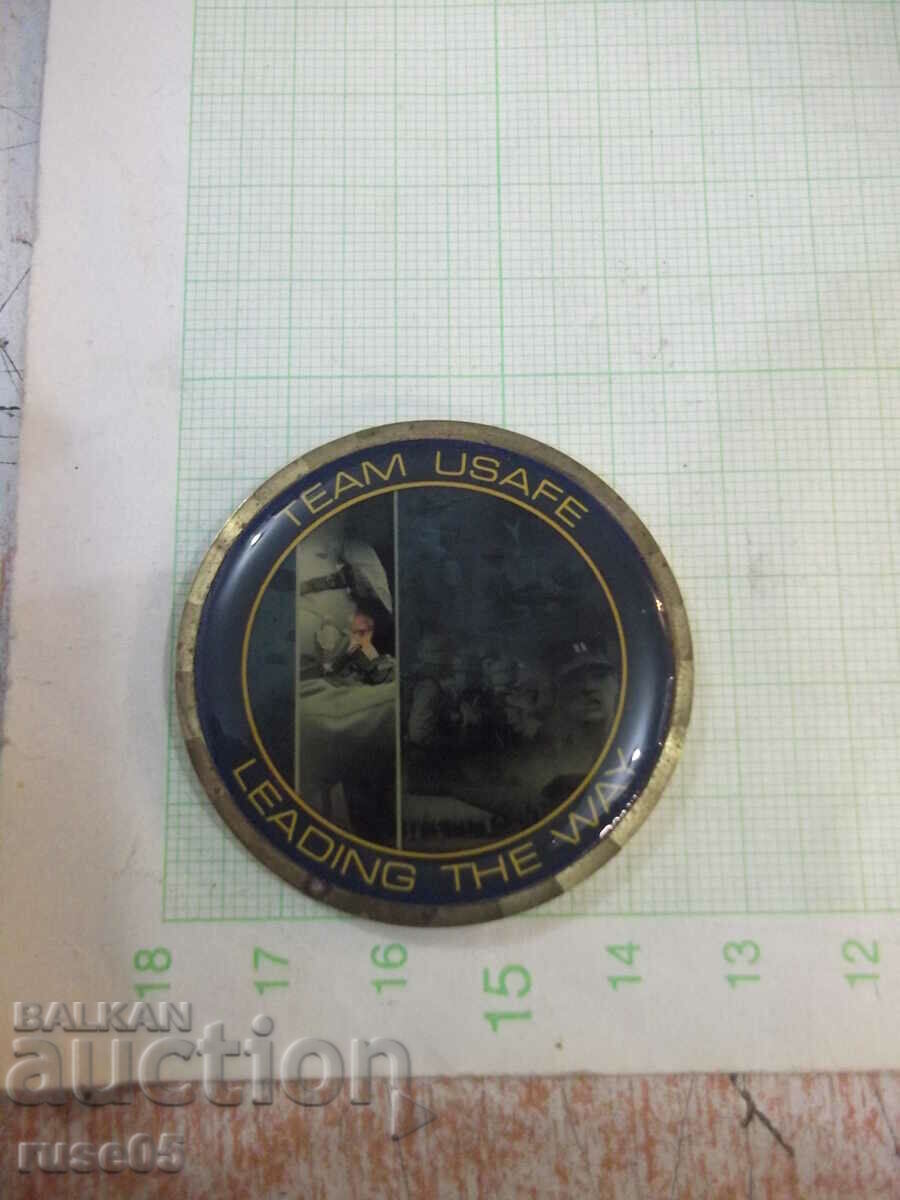 TEAM USAFE
LEADING THE WAY
18 17 16 15 14 13 12
BALKAN
auction
ruse05